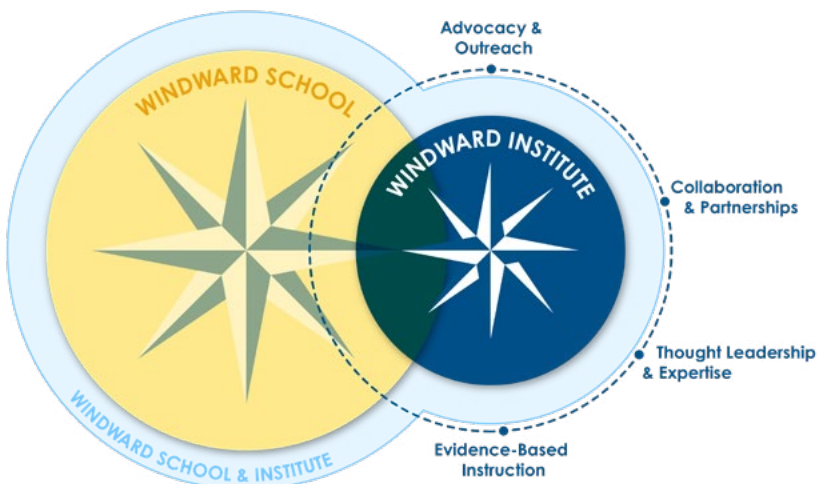 Advocacy &
Outreach
WINDWARD SCHOOL
WINDWARD INSTITUTE
Collaboration
& Partnerships
Thought Leadership
& Expertise
WINDWARD SCHOOL & INSTITUTE
Evidence-Based
Instruction